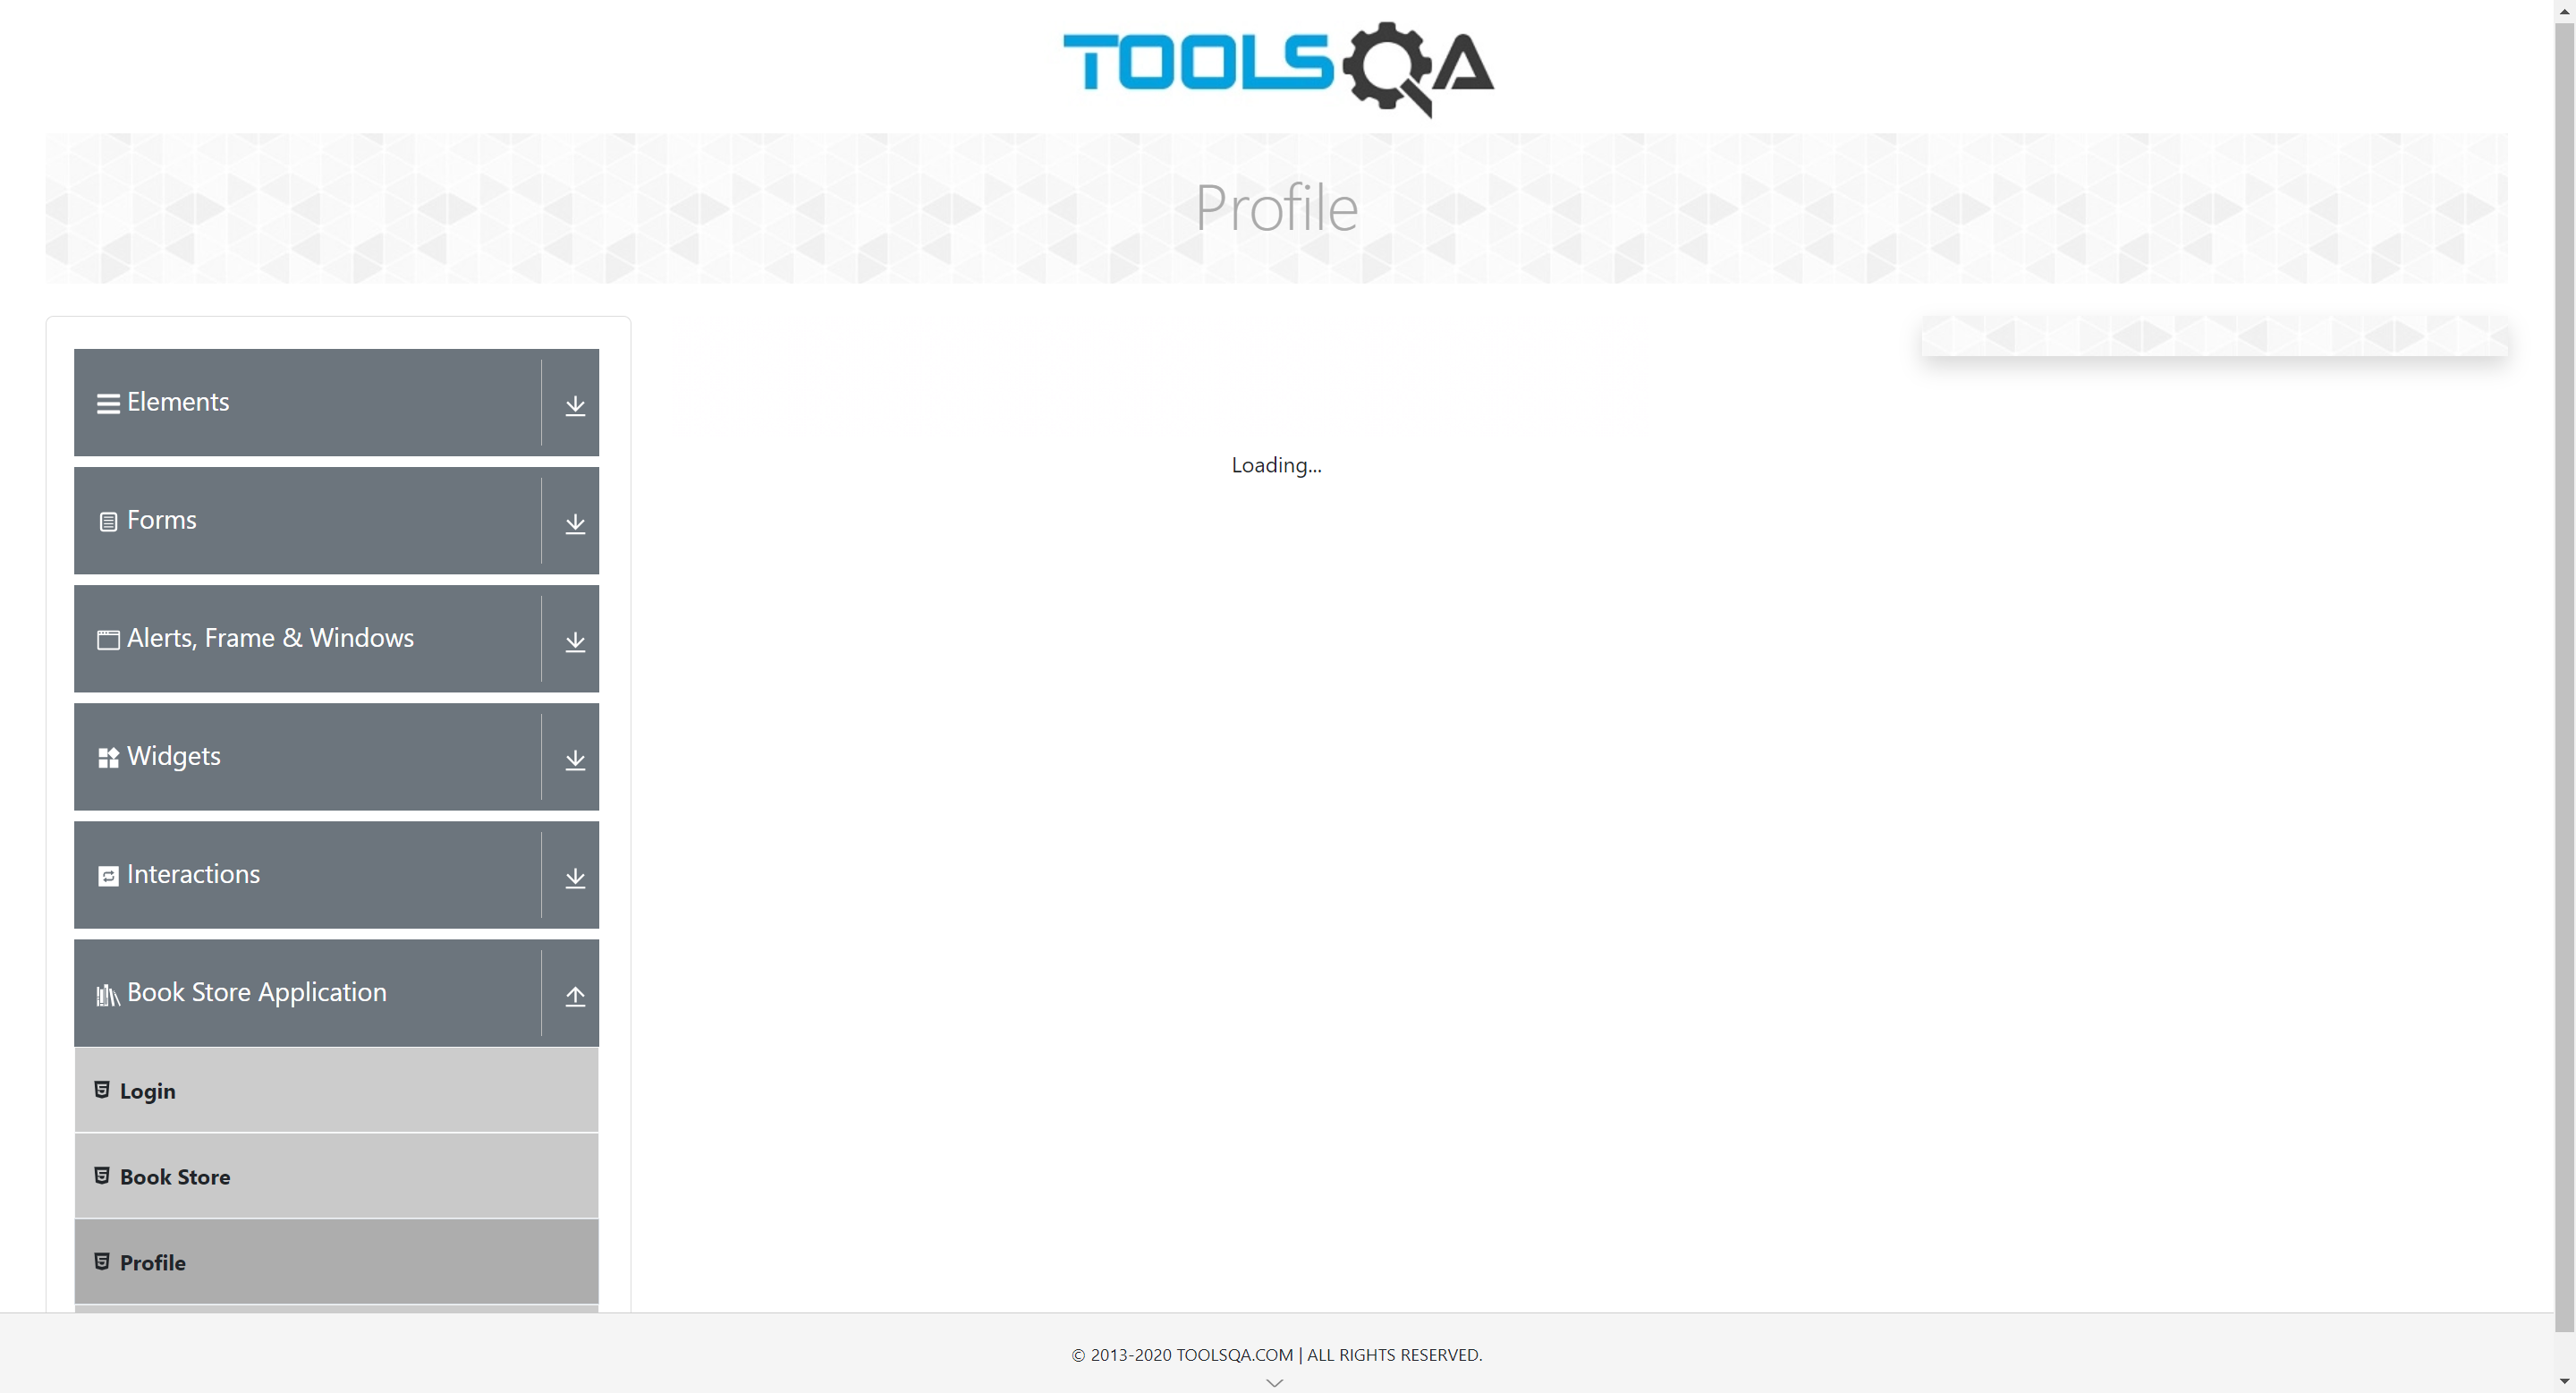 TOOLSQA
Profile
Elements
Loading...
Forms
Alerts, Frame & Windows
Widgets
Interactions
Book Store Application
Login
Book Store
Profile
© 2013-2020 TOOLSQA.COM | ALL RIGHTS RESERVED.